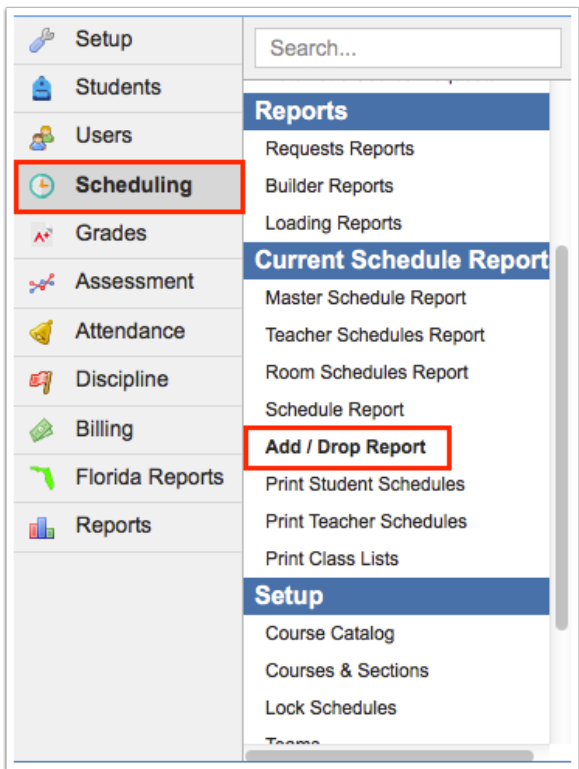 Setup
Students
Users
Scheduling
Grades
Assessment
Attendance
Discipline
Billing
Florida Reports
Reports
Search...
Reports
Requests Reports
Builder Reports
Loading Reports
Current Schedule Report
Master Schedule Report
Teacher Schedules Report
Room Schedules Report
Schedule Report
Add / Drop Report
Print Student Schedules
Print Teacher Schedules
Print Class Lists
Setup
Course Catalog
Courses & Sections
Lock Schedules
Teams